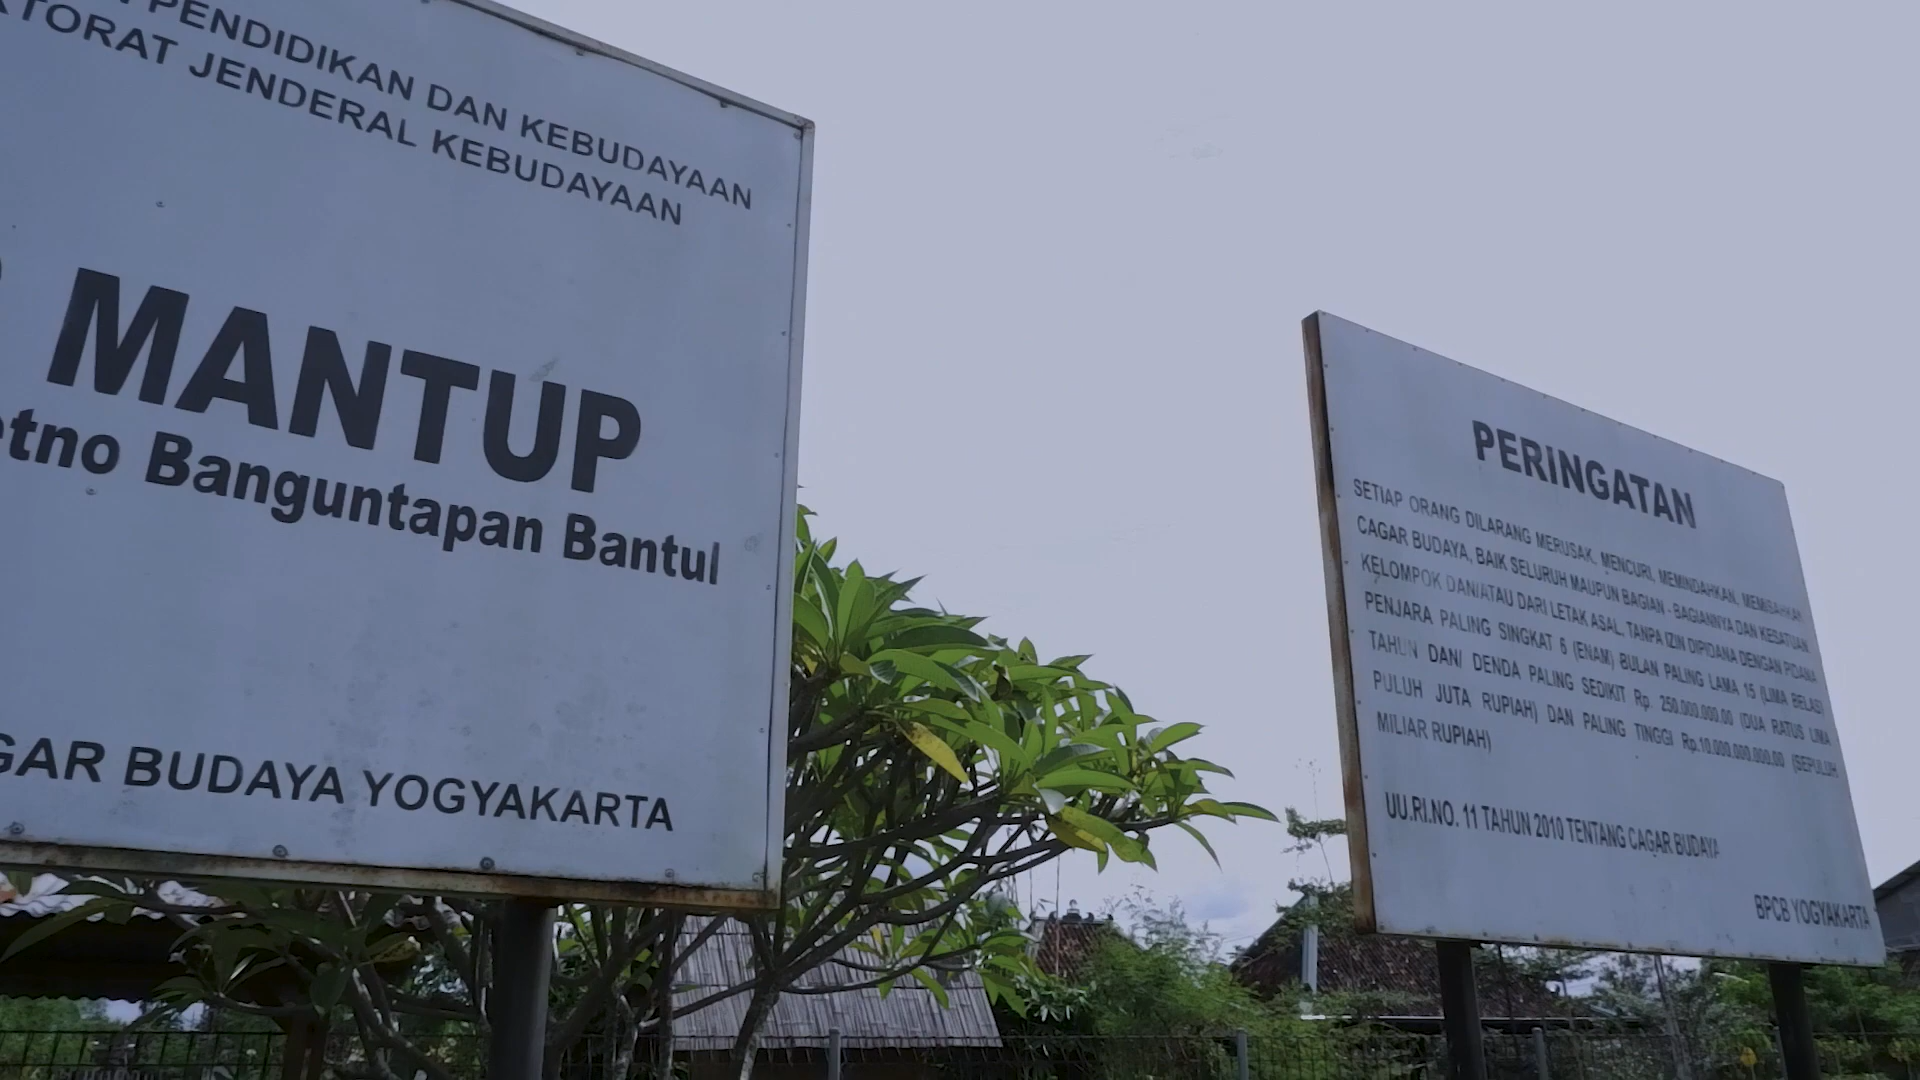 PENDIDIKAN DAN KEBUDAYAAN
TORAT JENDERAL KEBUDAYAAN
MANTUP
etno Banguntapan Bantul
GAR BUDAYA YOGYAKARTA
PERINGATAN
SETIAP ORANG DILARANG MERUSAK, MENCURI, MEMINDAHKAN, MEMISAHKAN
CAGAR BUDAYA, BAIK SELURUH MAUPUN BAGIAN - BAGIANNYA DAN KESATUAN
KELOMPOK DAN/ATAU DARI LETAK ASAL, TANPA IZIN DIPIDANA DENGAN PIDANA
PENJARA PALING SINGKAT 6 (ENAM) BULAN PALING LAMA 15 (LIMA BELAS)
TAHUN DAN/ DENDA PALING SEDIKIT Rp. 250.000.000.00 (DUA RATUS LIMA
PULUH JUTA RUPIAH) DAN PALING TINGGI Rp.10.000.000.000.00 (SEPULUH
MILIAR RUPIAH)
UU.RI.NO. 11 TAHUN 2010 TENTANG CAGAR BUDAYA
BPCB YOGYAKARTA